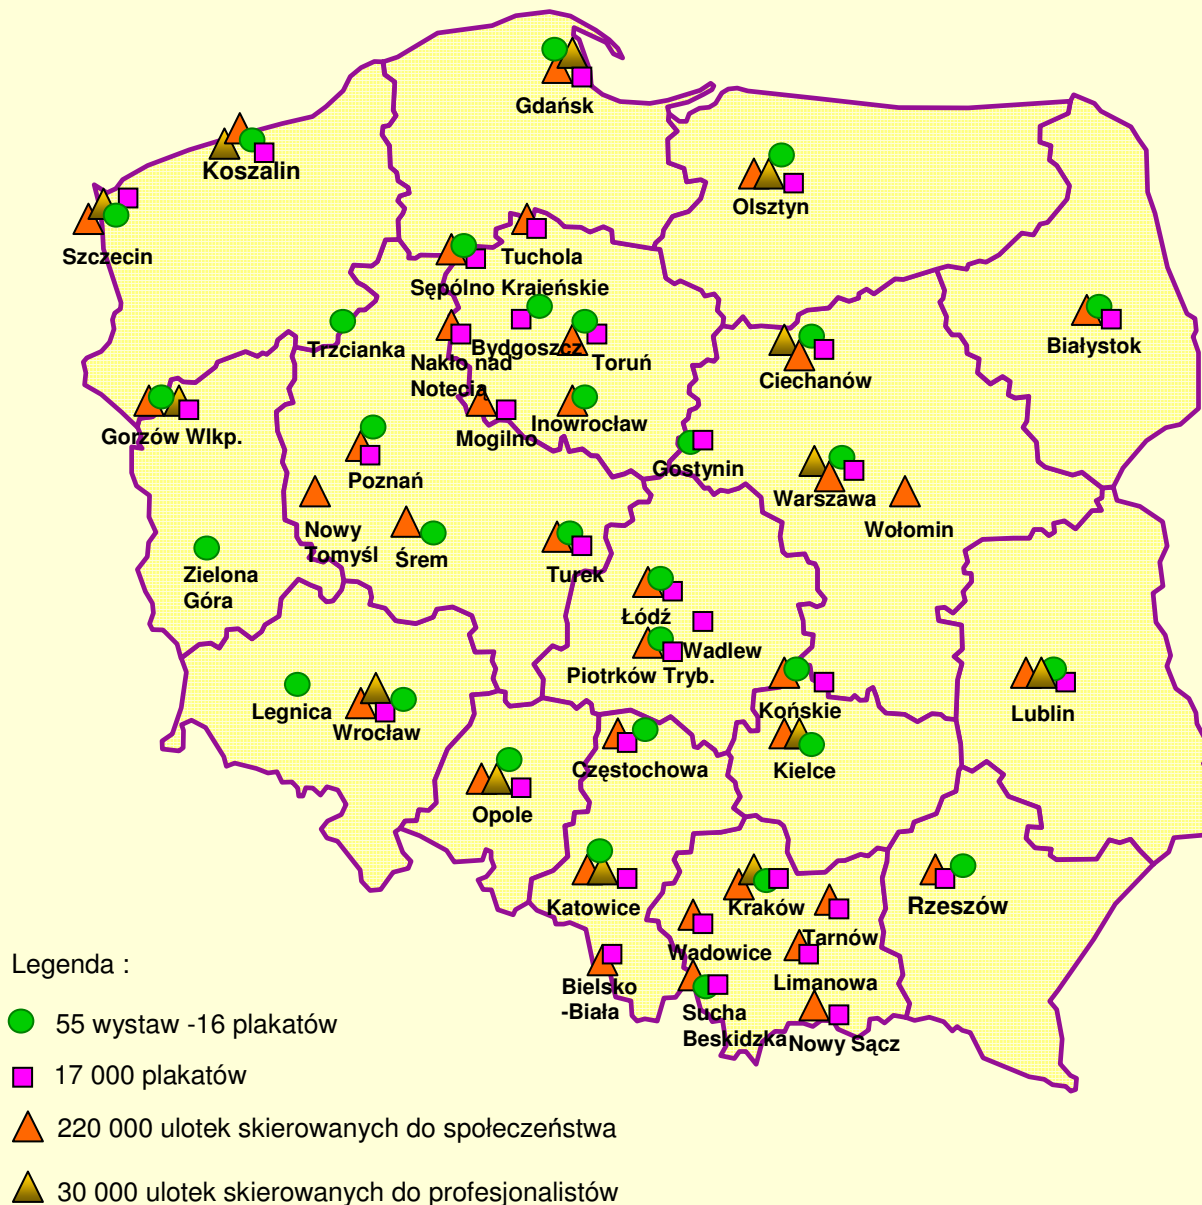 Gdańsk
Koszalin
Olsztyn
Szczecin
Tuchola
Sępólno Krajeńskie
Trzcianka
Bydgoszcz
Toruń
Nakło nad
Notecią
Białystok
Ciechanów
Gorzów Wlkp.
Mogilno
Inowrocław
Gostynin
Poznań
Warszawa
Wołomin
Nowy
Tomyśl
Śrem
Turek
Zielona
Góra
Łódź
Wadlew
Piotrków Tryb.
Legnica
Wrocław
Końskie
Lublin
Częstochowa
Kielce
Opole
Katowice
Kraków
Rzeszów
Tarnów
Wadowice
Limanowa
Bielsko
-Biała
Sucha
Beskidzka
Nowy Sącz
Legenda :
55 wystaw -16 plakatów
17 000 plakatów
220 000 ulotek skierowanych do społeczeństwa
30 000 ulotek skierowanych do profesjonalistów